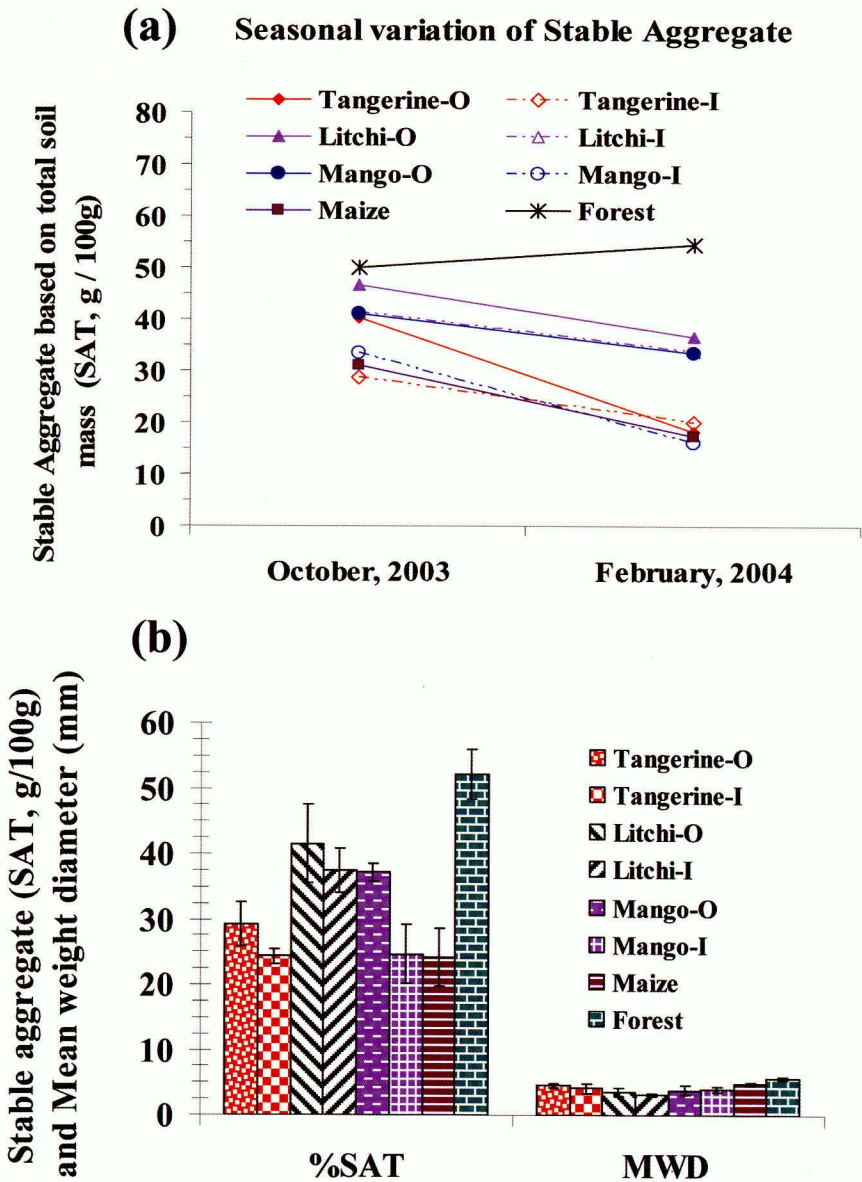 (a) Seasonal variation of Stable Aggregate
Stable Aggregate based on total soil
mass (SAT, g / 100g)
80
70
60
50
40
30
20
10
0
Tangerine-O
Tangerine-I
Litchi-O
Litchi-I
Mango-O
Mango-I
Maize
Forest
October, 2003
February, 2004
(b)
Stable aggregate (SAT, g/100g)
and Mean weight diameter (mm)
60
50
40
30
20
10
0
Tangerine-O
Tangerine-I
Litchi-O
Litchi-I
Mango-O
Mango-I
Maize
Forest
%SAT
MWD